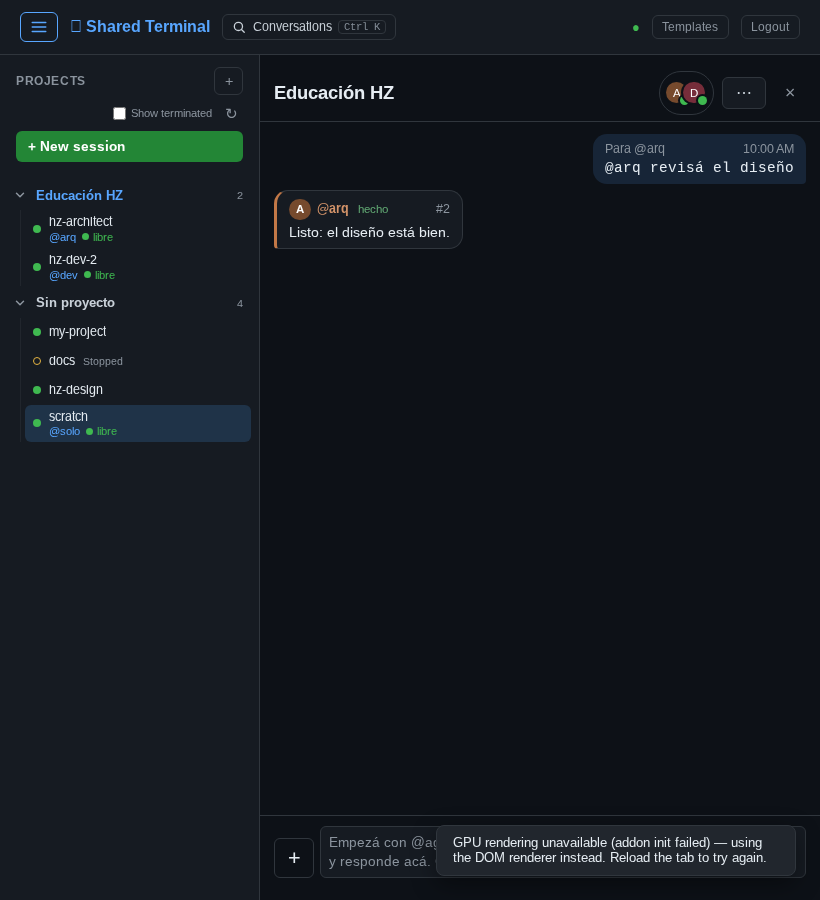 Shared Terminal
Conversations Ctrl K
Templates
Logout
PROJECTS
+
Show terminated
+ New session
Educación HZ 2
hz-architect
@arq libre
hz-dev-2
@dev libre
Sin proyecto 4
my-project
docs Stopped
hz-design
scratch
@solo libre
Educación HZ
A D
...
×
Para @arq 10:00 AM
@arq revisá el diseño
A @arq hecho #2
Listo: el diseño está bien.
+
Empezá con
y responde acá.
GPU rendering unavailable (addon init failed) — using
the DOM renderer instead. Reload the tab to try again.